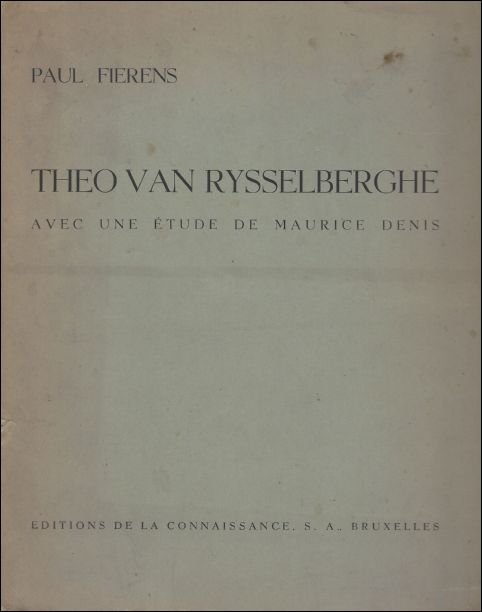 PAUL FIERENS
THEO VAN RYSSELBERGHE
AVEC UNE ÉTUDE DE MAURICE DENIS
EDITIONS DE LA CONNAISSANCE, S. A., BRUXELLES